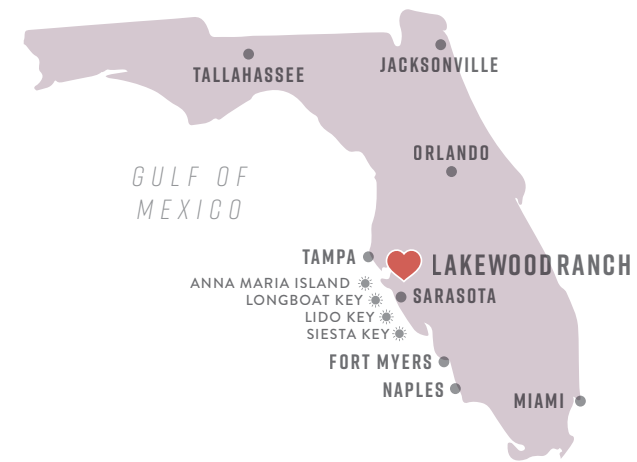 TALLAHASSEE
JACKSONVILLE
ORLANDO
GULF OF
MEXICO
TAMPA
LAKEWOOD RANCH
ANNA MARIA ISLAND
LONGBOAT KEY
SARASOTA
LIDO KEY
SIESTA KEY
FORT MYERS
NAPLES
MIAMI